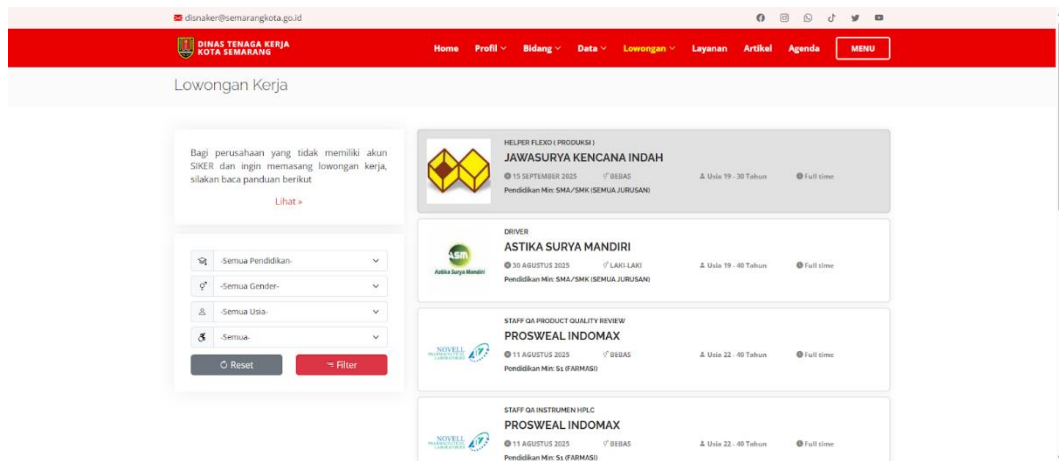 disnaker@semarangkota.go.id
DINAS TENAGA KERJA
KOTA SEMARANG
Home Profil Bidang Data Lowongan Layanan Artikel Agenda MENU
Lowongan Kerja
Bagi perusahaan yang tidak memiliki akun
SIKER dan ingin memasang lowongan kerja,
silakan baca panduan berikut
Lihat »
-Semua Pendidikan-
-Semua Gender-
-Semua Usia-
-Semua-
Reset Filter
HELPER FLEXO ( PRODUKSI )
JAWASURYA KENCANA INDAH
15 SEPTEMBER 2025 BEBAS Usia 19 - 30 Tahun Full time
Pendidikan Min: SMA/SMK (SEMUA JURUSAN)
ASM
Astika Surya Mandiri
DRIVER
ASTIKA SURYA MANDIRI
30 AGUSTUS 2025 LAKI-LAKI Usia 19 - 40 Tahun Full time
Pendidikan Min: SMA/SMK (SEMUA JURUSAN)
NOVELL
STAFF QA PRODUCT QUALITY REVIEW
PROSWEAL INDOMAX
11 AGUSTUS 2025 BEBAS Usia 22 - 40 Tahun Full time
Pendidikan Min: S1 (FARMASI)
NOVELL
STAFF QA INSTRUMEN HPLC
PROSWEAL INDOMAX
11 AGUSTUS 2025 BEBAS Usia 22 - 40 Tahun Full time
Pendidikan Min: S1 (FARMASI)